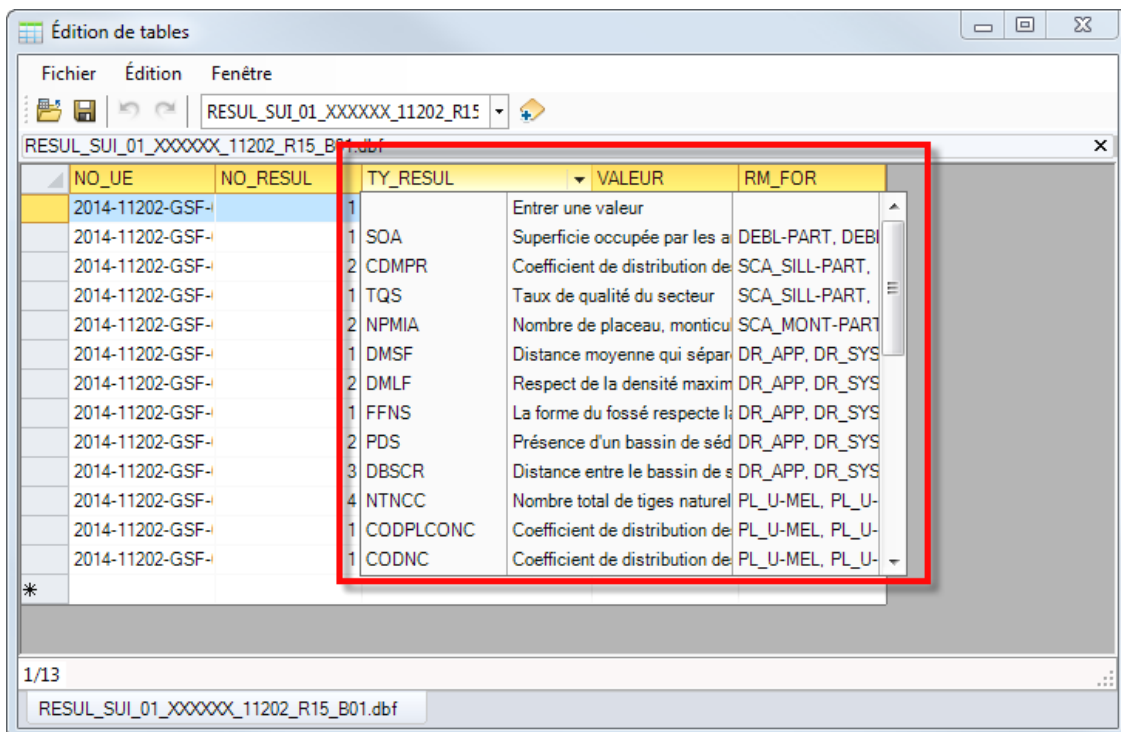 Édition de tables
Fichier Édition Fenêtre
RESUL_SUI_01_XXXXXX_11202_R15
RESUL_SUI_01_XXXXXX_11202_R15_B01.dbf
NO_UE NO_RESUL TY_RESUL VALEUR RM_FOR
2014-11202-GSF- 1 Entrer une valeur
2014-11202-GSF- 1 SOA Superficie occupée par les a DEBL-PART, DEBI
2014-11202-GSF- 2 CDMPR Coefficient de distribution de SCA_SILL-PART,
2014-11202-GSF- 1 TQS Taux de qualité du secteur SCA_SILL-PART,
2014-11202-GSF- 2 NPMIA Nombre de placeau, monticul SCA_MONT-PART
2014-11202-GSF- 1 DMSF Distance moyenne qui sépar DR_APP, DR_SYS
2014-11202-GSF- 2 DMLF Respect de la densité maxim DR_APP, DR_SYS
2014-11202-GSF- 1 FFNS La forme du fossé respecte la DR_APP, DR_SYS
2014-11202-GSF- 2 PDS Présence d'un bassin de séd DR_APP, DR_SYS
2014-11202-GSF- 3 DBSCR Distance entre le bassin de s DR_APP, DR_SYS
2014-11202-GSF- 4 NTNCC Nombre total de tiges naturel PL_U-MEL, PL_U-
2014-11202-GSF- 1 CODPLCONC Coefficient de distribution de PL_U-MEL, PL_U-
2014-11202-GSF- 1 CODNC Coefficient de distribution de PL_U-MEL, PL_U-
1/13
RESUL_SUI_01_XXXXXX_11202_R15_B01.dbf